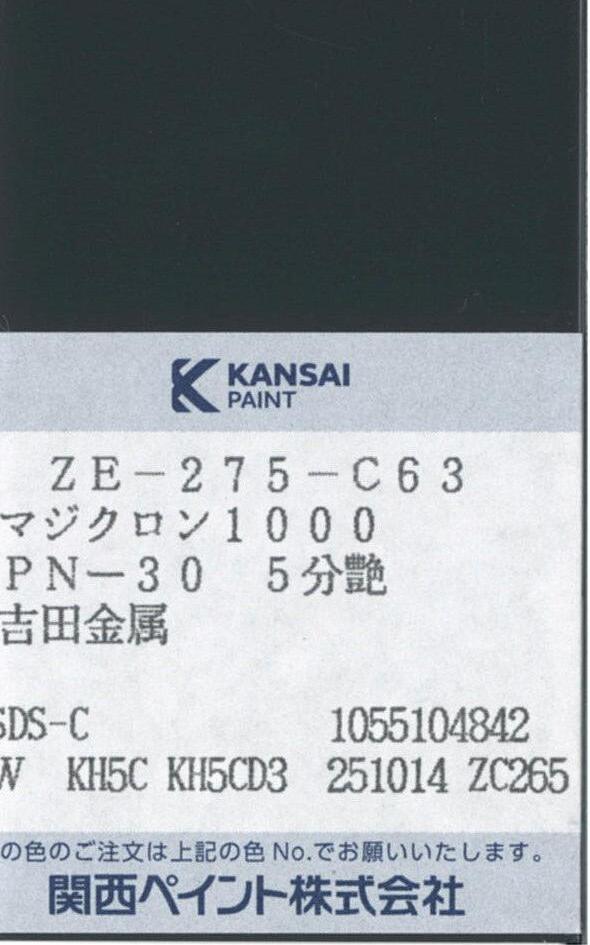 KANSAI
PAINT
ZE-275-C63
マジクロン1000
PN-30 5分艶
吉田金属
SDS-C 1055104842
W KH5C KH5CD3 251014 ZC265
の色のご注文は上記の色No.でお願いいたします。
関西ペイント株式会社